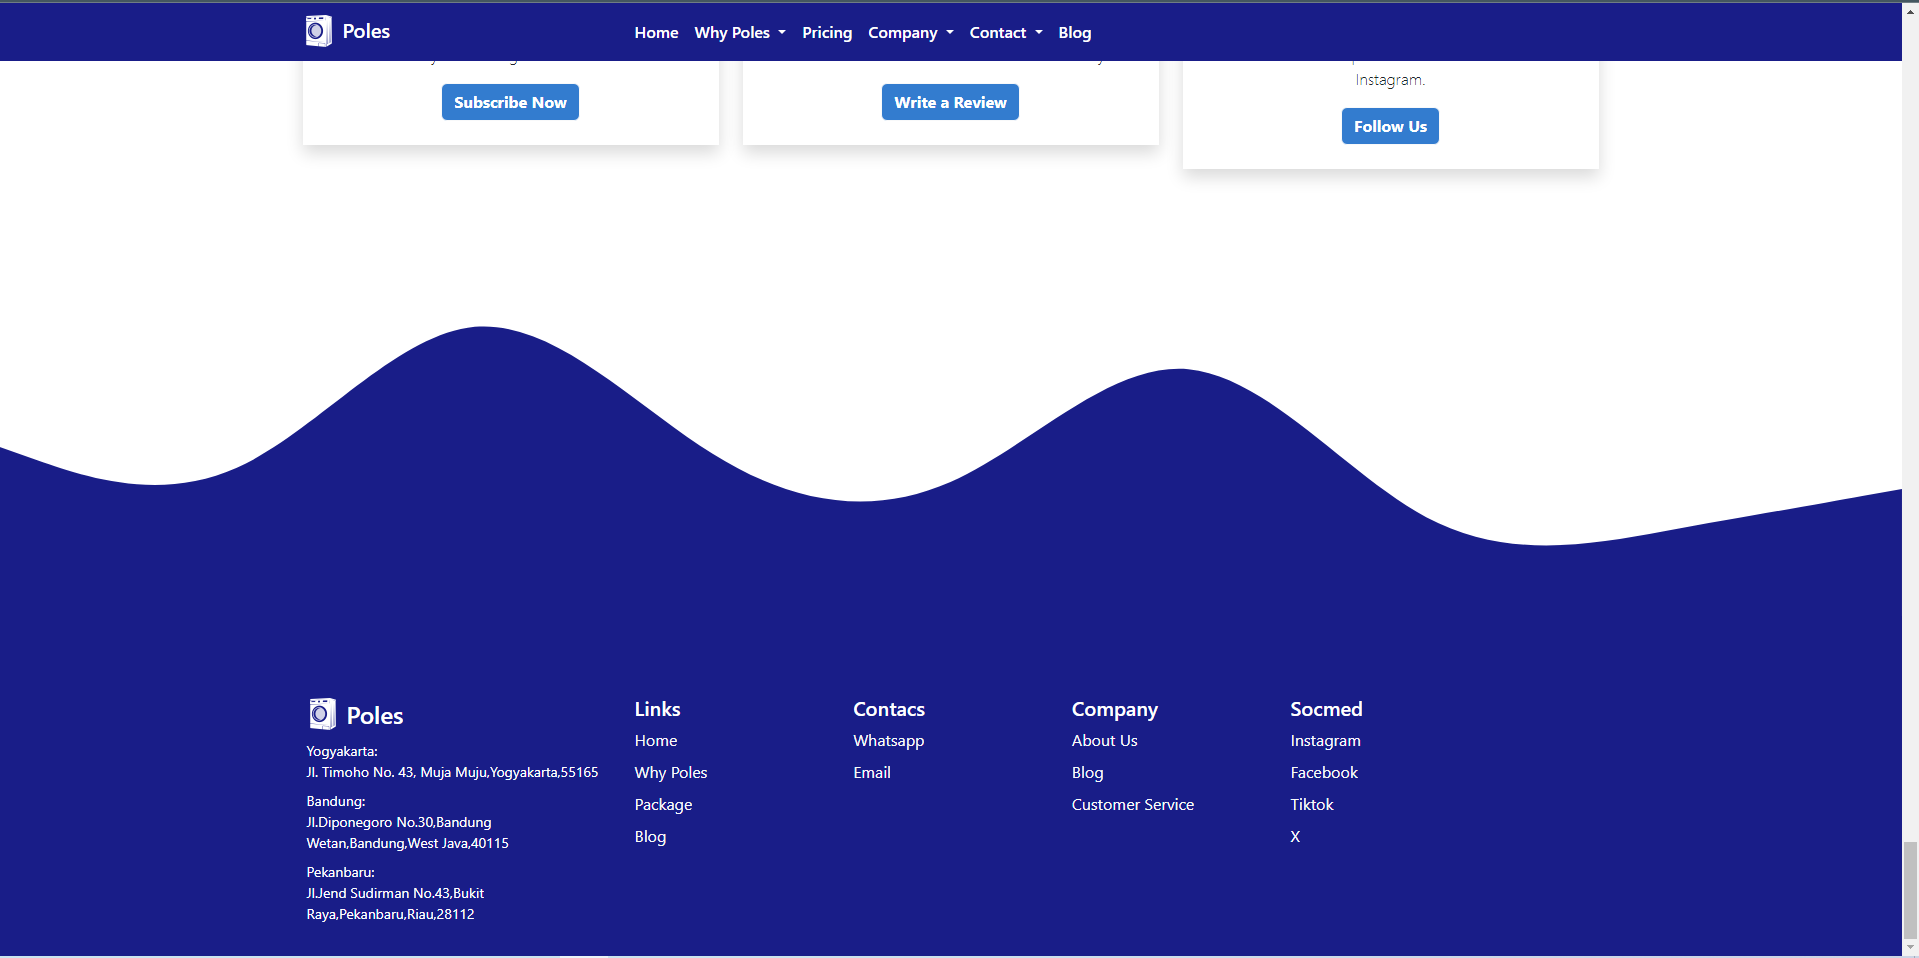 Poles
Home Why Poles Pricing Company Contact Blog
Instagram.
Subscribe Now
Write a Review
Follow Us
Poles
Yogyakarta:
Jl. Timoho No. 43, Muja Muju,Yogyakarta,55165
Bandung:
Jl.Diponegoro No.30,Bandung
Wetan,Bandung,West Java,40115
Pekanbaru:
Jl.Jend Sudirman No.43,Bukit
Raya,Pekanbaru,Riau,28112
Links
Home
Why Poles
Package
Blog
Contacs
Whatsapp
Email
Company
About Us
Blog
Customer Service
Socmed
Instagram
Facebook
Tiktok
X